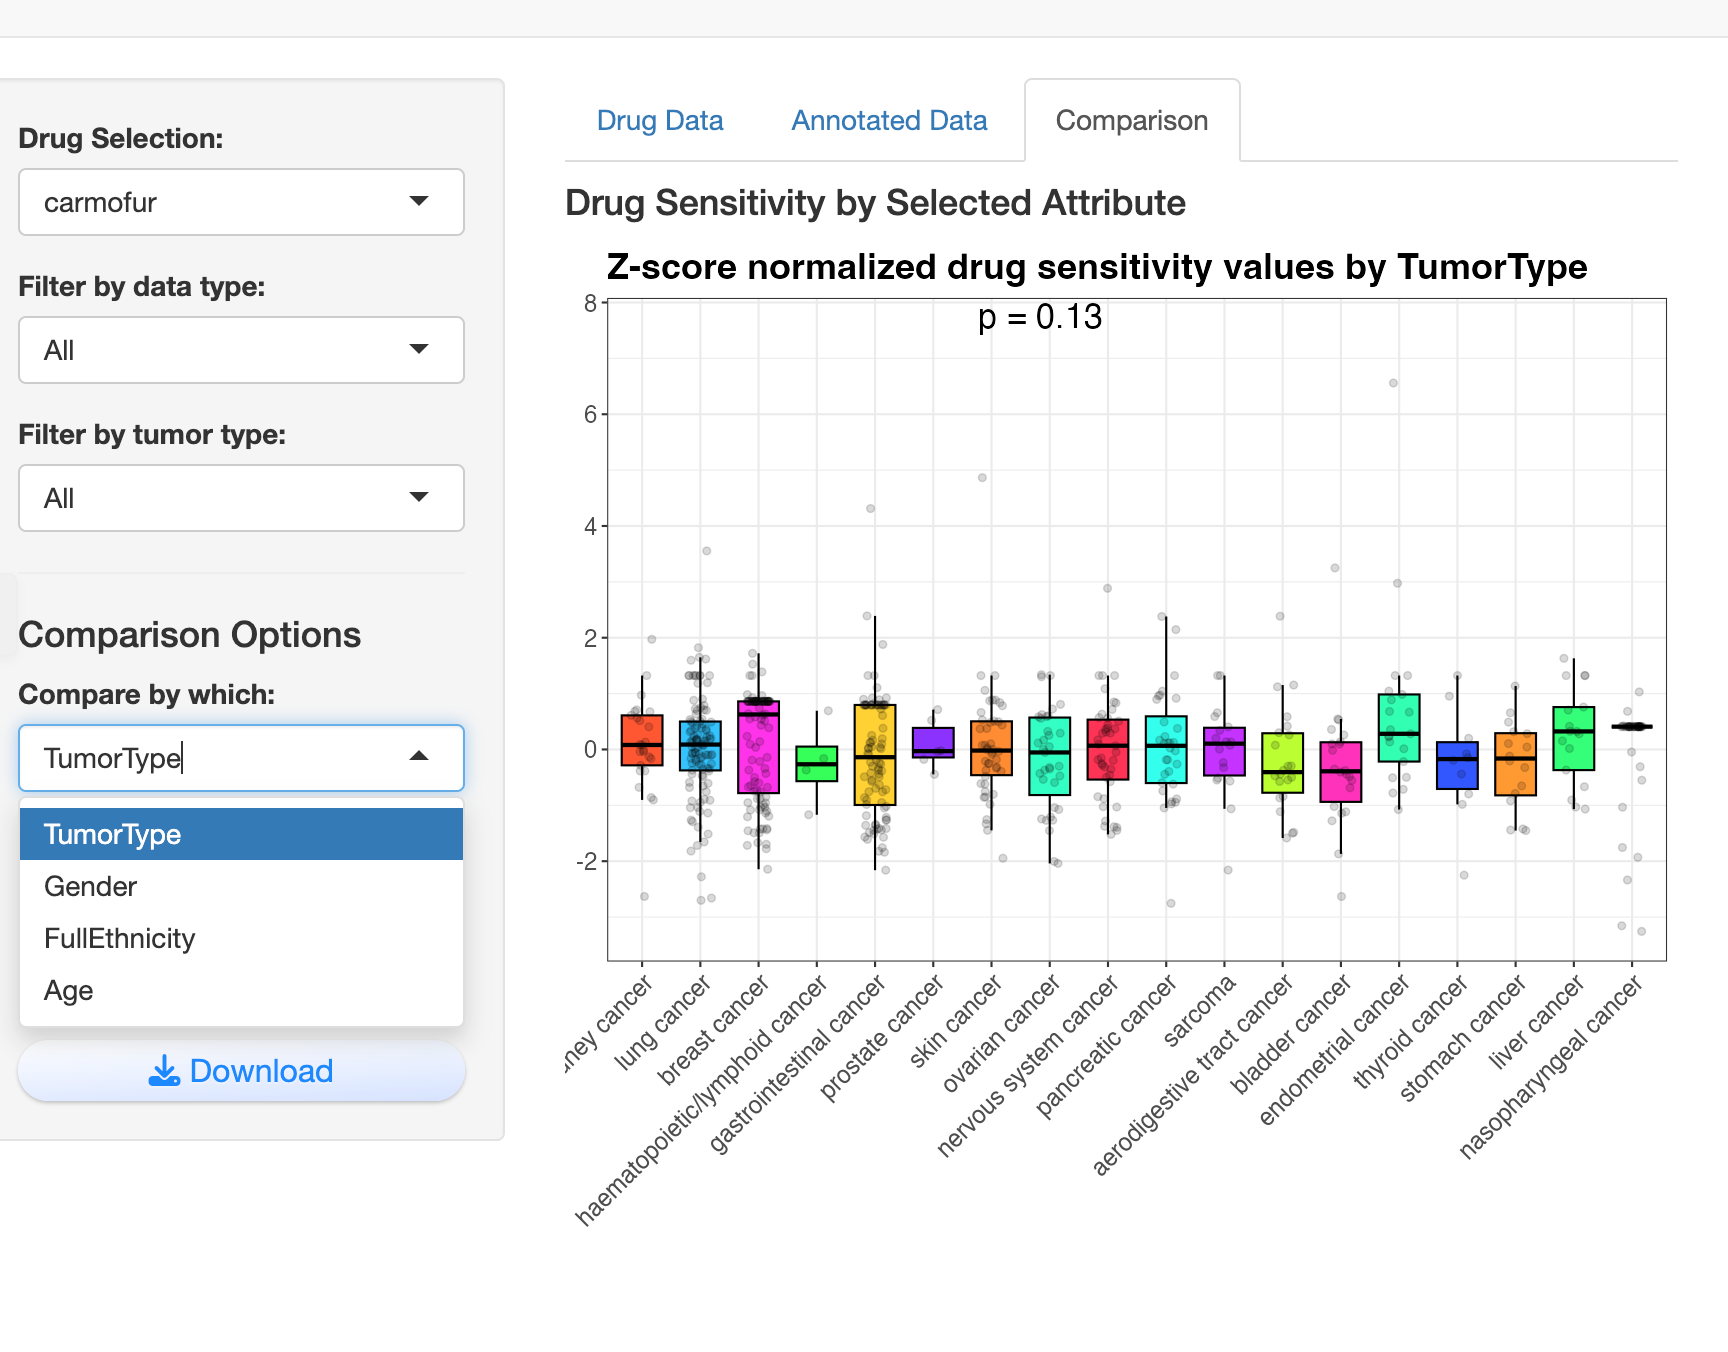 Drug Selection:
carmofur
Filter by data type:
All
Filter by tumor type:
All
Comparison Options
Compare by which:
TumorType
TumorType
Gender
FullEthnicity
Age
Download
Drug Data
Annotated Data
Comparison
Drug Sensitivity by Selected Attribute
Z-score normalized drug sensitivity values by TumorType
p = 0.13
8
6
4
2
0
-2
ney cancer
lung cancer
breast cancer
haematopoietic/lymphoid cancer
gastrointestinal cancer
prostate cancer
skin cancer
ovarian cancer
nervous system cancer
pancreatic cancer
sarcoma
aerodigestive tract cancer
bladder cancer
endometrial cancer
thyroid cancer
stomach cancer
liver cancer
nasopharyngeal cancer